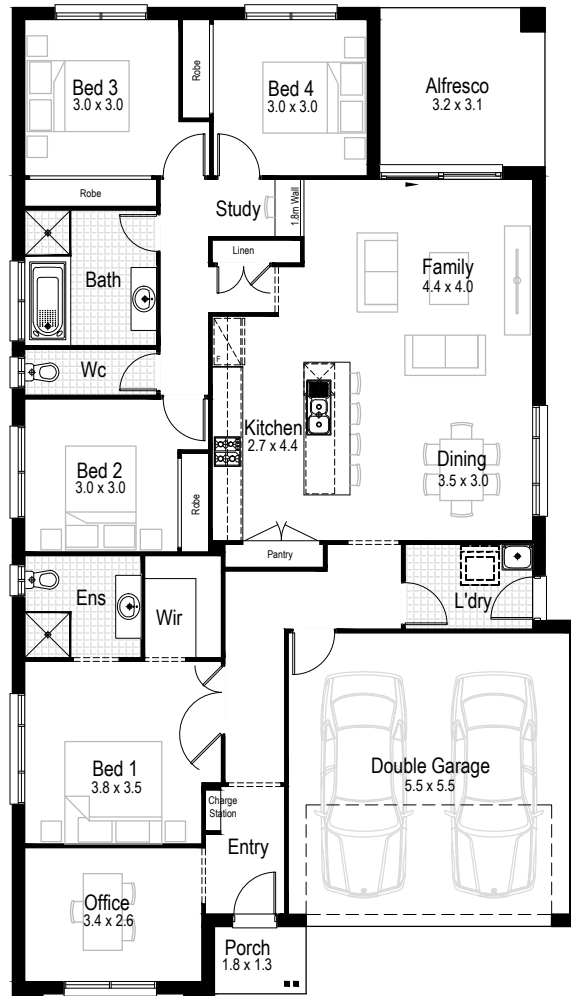 Bed 3
3.0 x 3.0
Robe
Bed 4
3.0 x 3.0
Alfresco
3.2 x 3.1
Robe
Study
1.8m Wall
Linen
Family
4.4 x 4.0
Bath
Wc
F
Kitchen
2.7 x 4.4
Dining
3.5 x 3.0
Bed 2
3.0 x 3.0
Robe
Pantry
Ens
Wir
L'dry
Bed 1
3.8 x 3.5
Double Garage
5.5 x 5.5
Charge
Station
Entry
Office
3.4 x 2.6
Porch
1.8 x 1.3